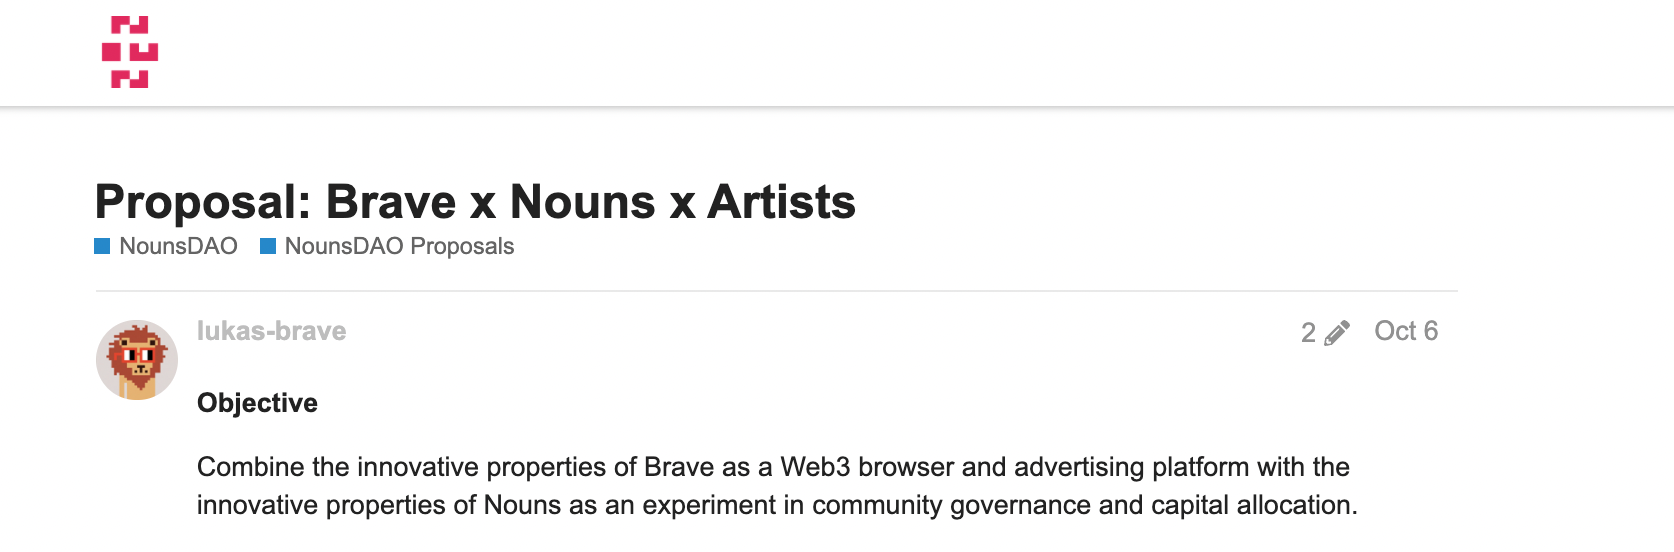 Proposal: Brave x Nouns x Artists
NounsDAO NounsDAO Proposals
lukas-brave 2 Oct 6
Objective
Combine the innovative properties of Brave as a Web3 browser and advertising platform with the
innovative properties of Nouns as an experiment in community governance and capital allocation.